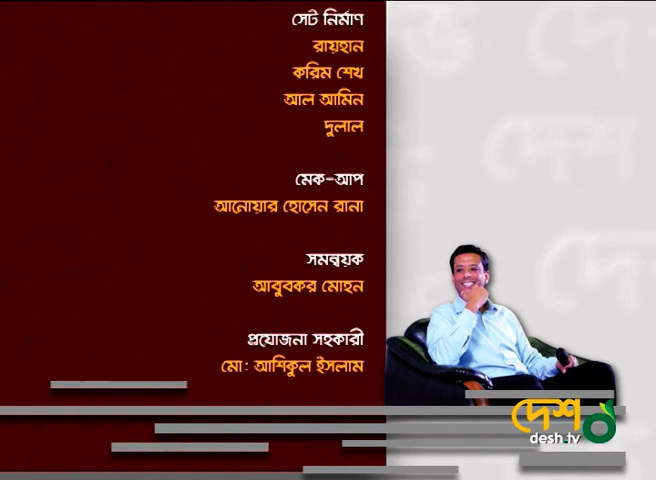 সেট নির্মাণ
রায়হান
করিম শেখ
আল আমিন
দুলাল
মেক-আপ
আনোয়ার হোসেন রানা
সমন্বয়ক
আবুবকর মোহন
প্রযোজনা সহকারী
মো: আশিকুল ইসলাম
দেশ
desh.tv